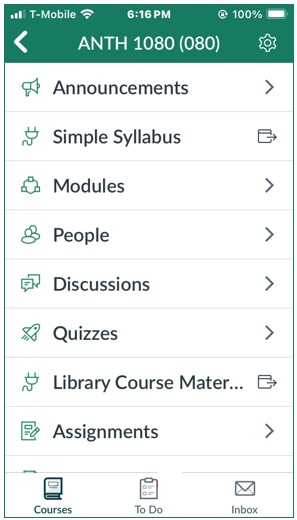 T-Mobile 6:16 PM 100%
ANTH 1080 (080)
Announcements
Simple Syllabus
Modules
People
Discussions
Quizzes
Library Course Mater...
Assignments
Courses To Do Inbox